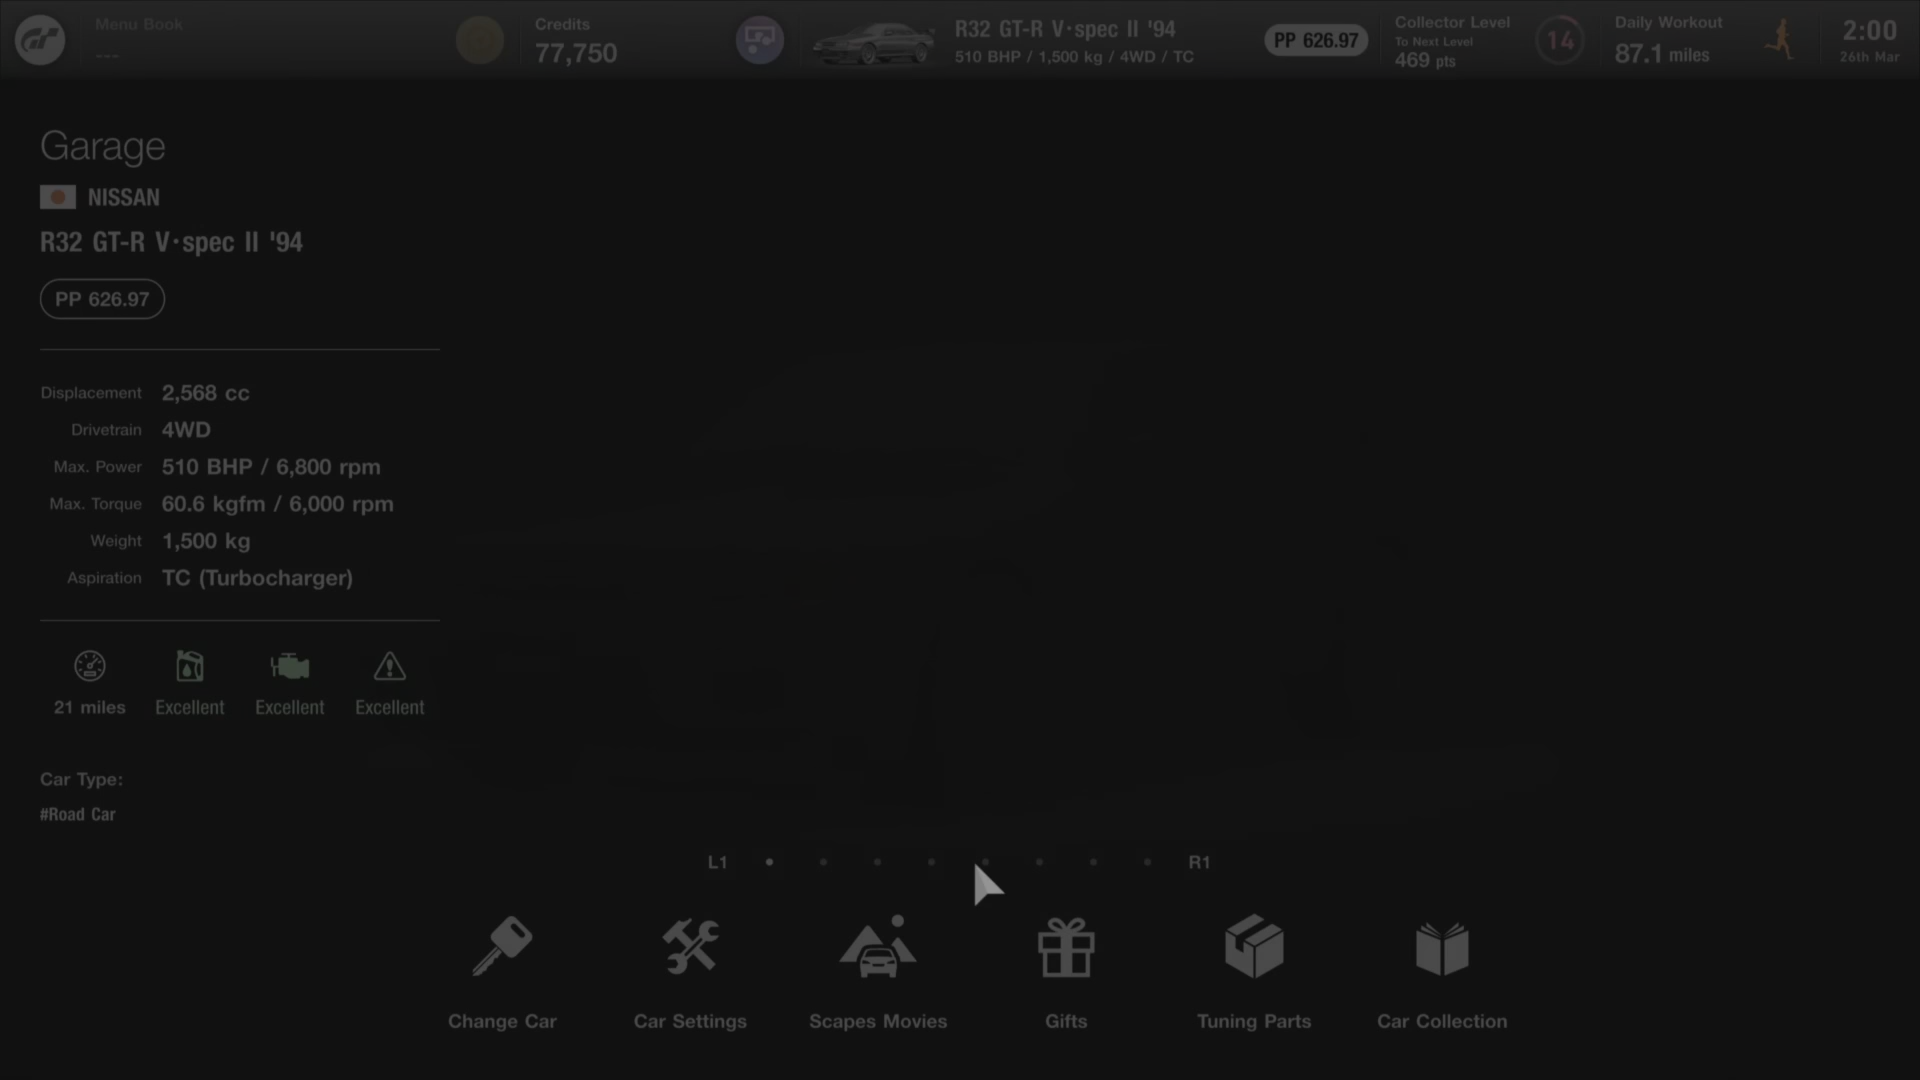 Menu Book
---
Credits
77,750
R32 GT-R V·spec II '94
510 BHP / 1,500 kg / 4WD / TC
PP 626.97
Collector Level
To Next Level
469 pts
14
Daily Workout
87.1 miles
2:00
26th Mar
Garage
NISSAN
R32 GT-R V·spec II '94
PP 626.97
Displacement 2,568 cc
Drivetrain 4WD
Max. Power 510 BHP / 6,800 rpm
Max. Torque 60.6 kgfm / 6,000 rpm
Weight 1,500 kg
Aspiration TC (Turbocharger)
21 miles Excellent Excellent Excellent
Car Type:
#Road Car
L1 R1
Change Car Car Settings Scapes Movies Gifts Tuning Parts Car Collection